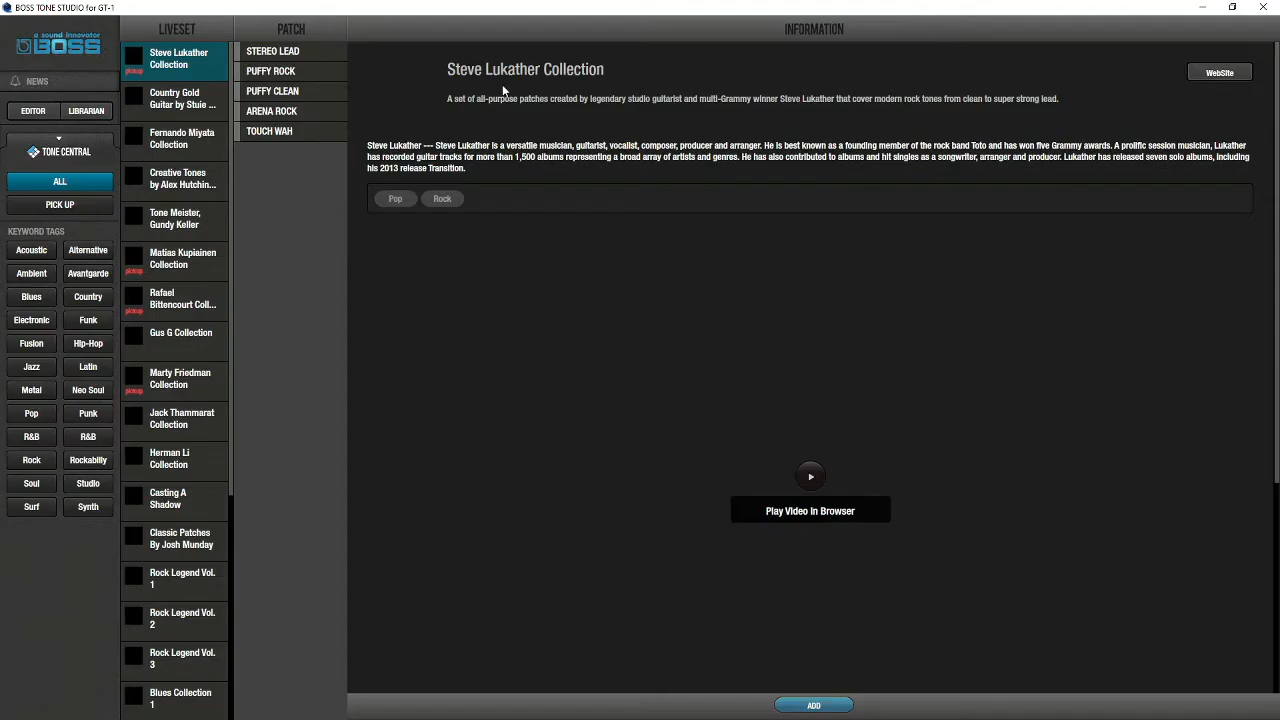 BOSS TONE STUDIO for GT-1
a sound innovator
BOSS
NEWS
EDITOR
LIBRARIAN
TONE CENTRAL
ALL
PICK UP
KEYWORD TAGS
Acoustic
Alternative
Ambient
Avantgarde
Blues
Country
Electronic
Funk
Fusion
Hip-Hop
Jazz
Latin
Metal
Neo Soul
Pop
Punk
R&B
R&B
Rock
Rockabilly
Soul
Studio
Surf
Synth
LIVESET
Steve Lukather
Collection
pickup
Country Gold
Guitar by Stuie ...
Fernando Miyata
Collection
Creative Tones
by Alex Hutchin...
Tone Meister,
Gundy Keller
Matias Kupiainen
Collection
pickup
Rafael
Bittencourt Coll...
pickup
Gus G Collection
Marty Friedman
Collection
pickup
Jack Thammarat
Collection
Herman Li
Collection
Casting A
Shadow
Classic Patches
By Josh Munday
Rock Legend Vol.
1
Rock Legend Vol.
2
Rock Legend Vol.
3
Blues Collection
1
PATCH
STEREO LEAD
PUFFY ROCK
PUFFY CLEAN
ARENA ROCK
TOUCH WAH
INFORMATION
Steve Lukather Collection
WebSite
A set of all-purpose patches created by legendary studio guitarist and multi-Grammy winner Steve Lukather that cover modern rock tones from clean to super strong lead.
Steve Lukather --- Steve Lukather is a versatile musician, guitarist, vocalist, composer, producer and arranger. He is best known as a founding member of the rock band Toto and has won five Grammy awards. A prolific session musician, Lukather
has recorded guitar tracks for more than 1,500 albums representing a broad array of artists and genres. He has also contributed to albums and hit singles as a songwriter, arranger and producer. Lukather has released seven solo albums, including
his 2013 release Transition.
Pop
Rock
Play Video In Browser
ADD